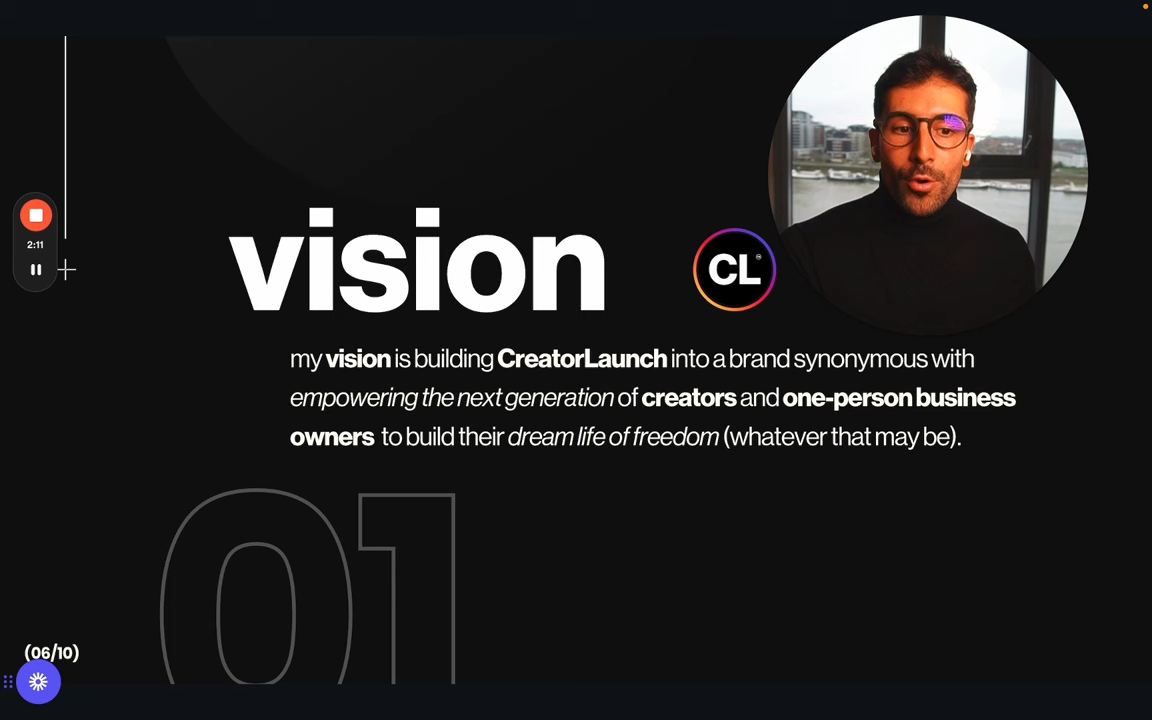 2:11
vision
CL
my vision is building CreatorLaunch into a brand synonymous with
empowering the next generation of creators and one-person business
owners to build their dream life of freedom (whatever that may be).
01
(06/10)